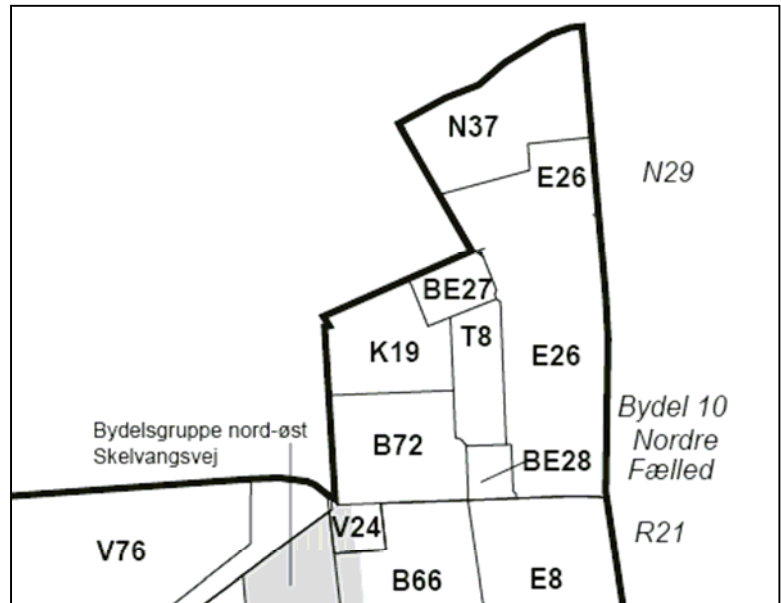 N37
E26
N29
BE27
T8
K19
E26
Bydel 10
Nordre
Fælled
Bydelsgruppe nord-øst
Skelvangsvej
B72
BE28
V24
R21
V76
B66
E8